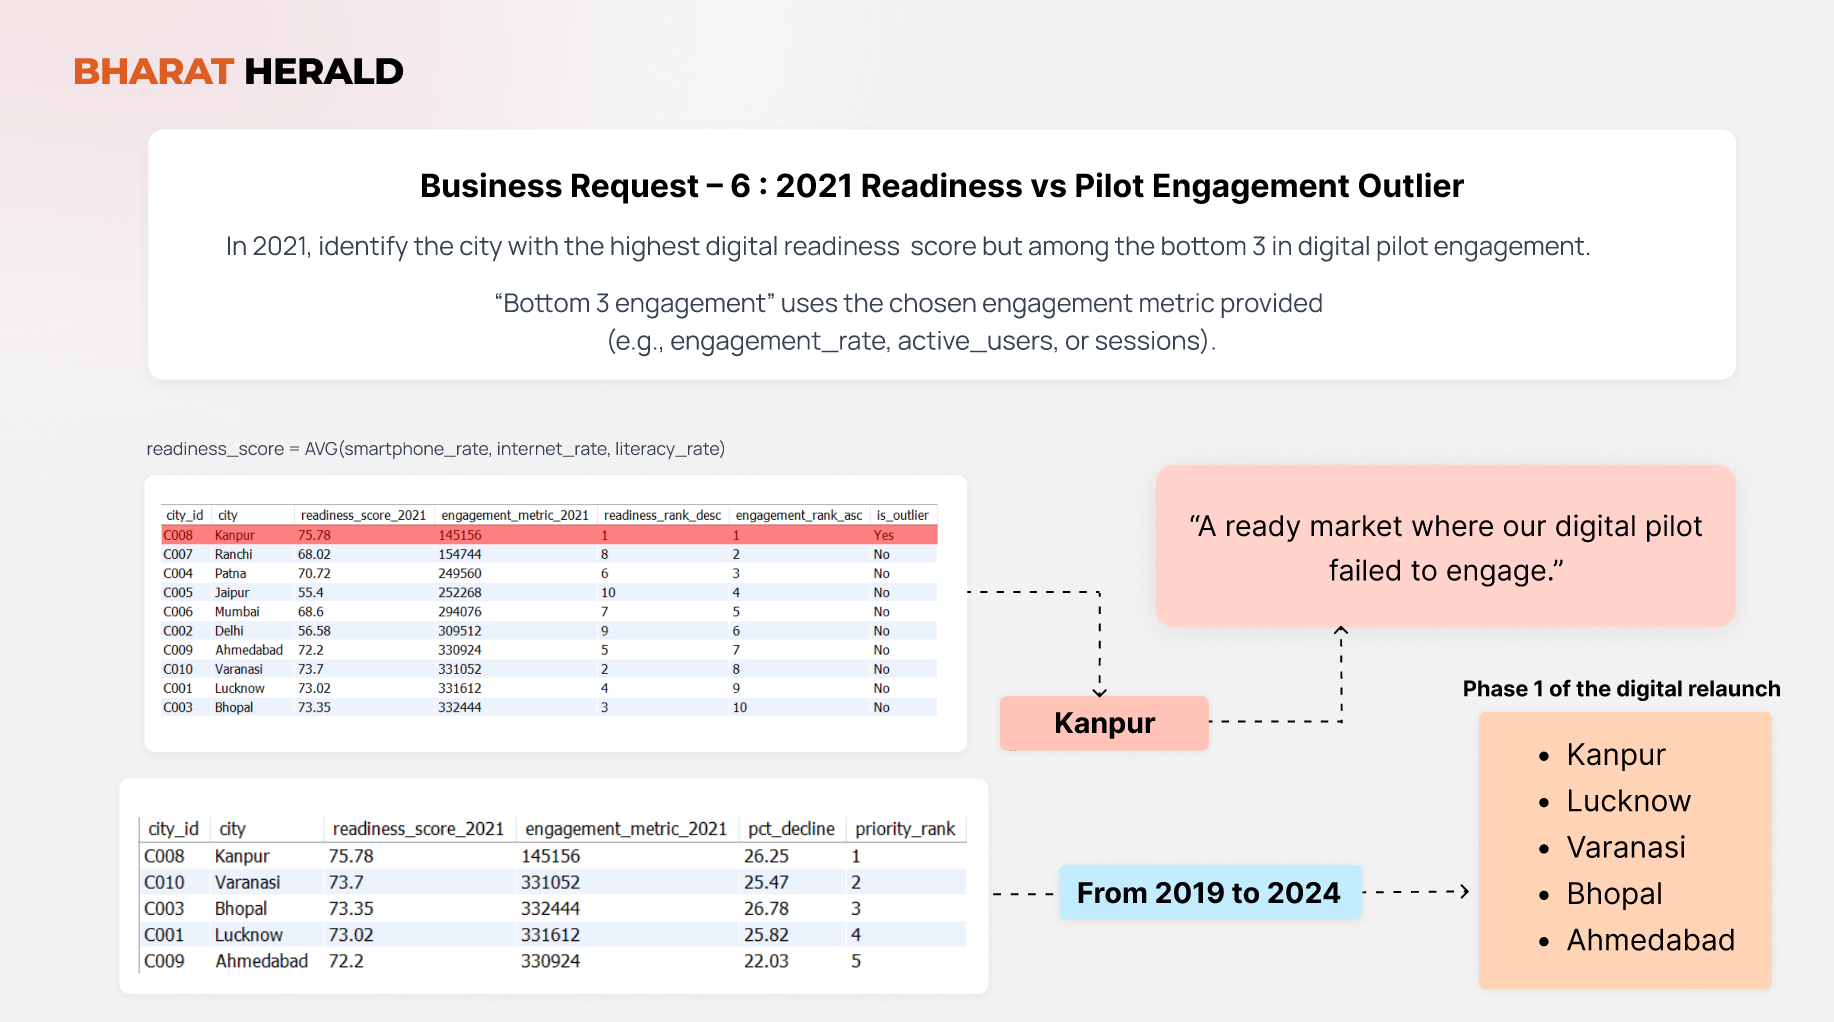 BHARAT HERALD
Business Request – 6 : 2021 Readiness vs Pilot Engagement Outlier
In 2021, identify the city with the highest digital readiness  score but among the bottom 3 in digital pilot engagement.
“Bottom 3 engagement” uses the chosen engagement metric provided
(e.g., engagement_rate, active_users, or sessions).
readiness_score = AVG(smartphone_rate, internet_rate, literacy_rate)
city_id city readiness_score_2021 engagement_metric_2021 readiness_rank_desc engagement_rank_asc is_outlier
C008 Kanpur 75.78 145156 1 1 Yes
C007 Ranchi 68.02 154744 8 2 No
C004 Patna 70.72 249560 6 3 No
C005 Jaipur 55.4 252268 10 4 No
C006 Mumbai 68.6 294076 7 5 No
C002 Delhi 56.58 309512 9 6 No
C009 Ahmedabad 72.2 330924 5 7 No
C010 Varanasi 73.7 331052 2 8 No
C001 Lucknow 73.02 331612 4 9 No
C003 Bhopal 73.35 332444 3 10 No
“A ready market where our digital pilot
failed to engage.”
Kanpur
city_id city readiness_score_2021 engagement_metric_2021 pct_decline priority_rank
C008 Kanpur 75.78 145156 26.25 1
C010 Varanasi 73.7 331052 25.47 2
C003 Bhopal 73.35 332444 26.78 3
C001 Lucknow 73.02 331612 25.82 4
C009 Ahmedabad 72.2 330924 22.03 5
From 2019 to 2024
Phase 1 of the digital relaunch
• Kanpur
• Lucknow
• Varanasi
• Bhopal
• Ahmedabad